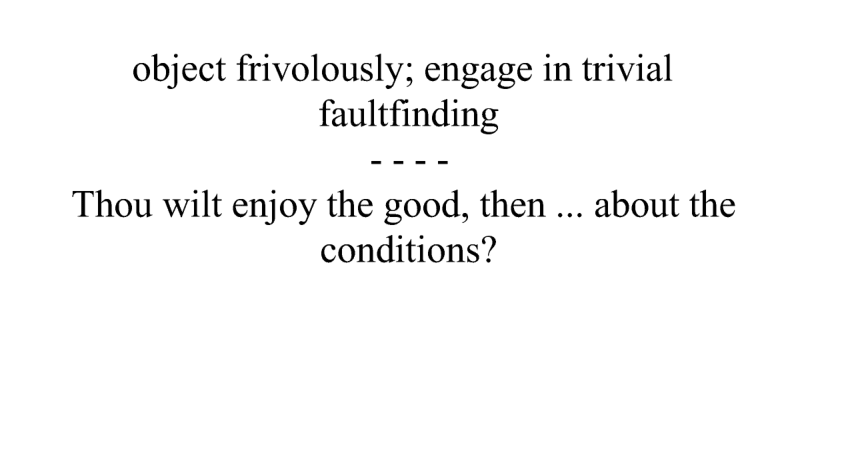 object frivolously; engage in trivial
faultfinding
- - - -
Thou wilt enjoy the good, then ... about the
conditions?